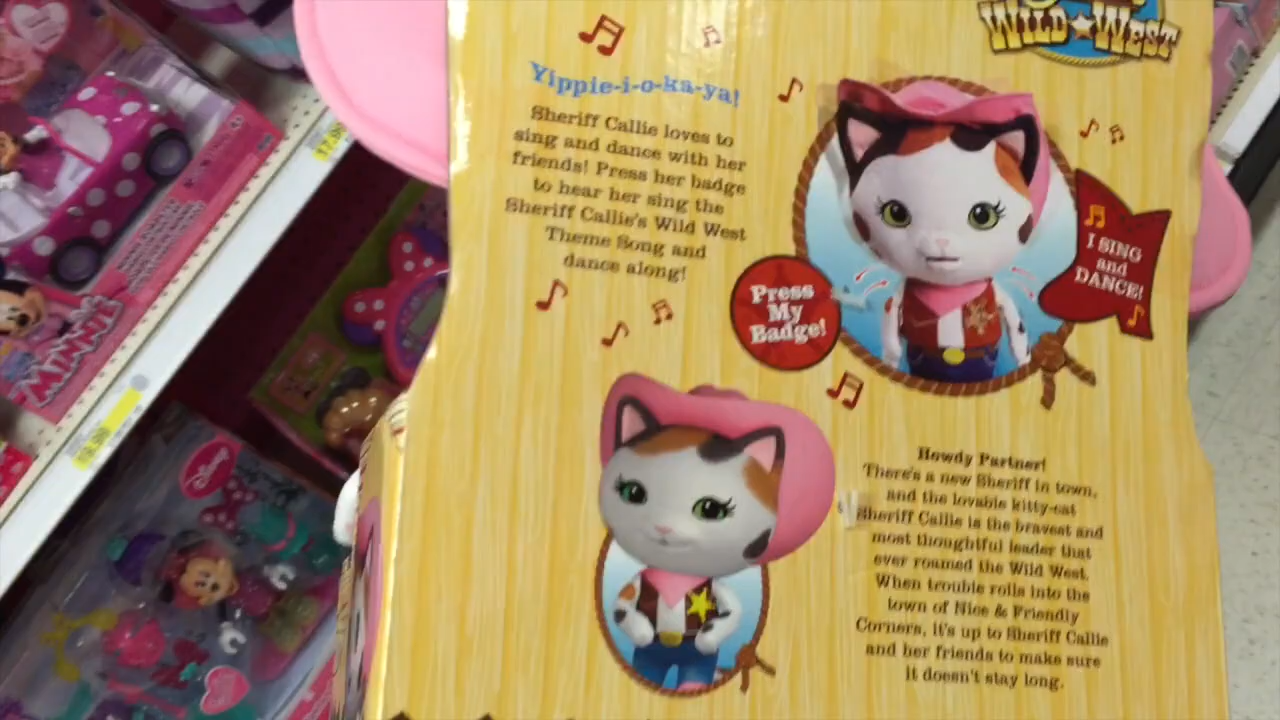 WILD WEST
Yippie-i-o-ka-ya!
Sheriff Callie loves to
sing and dance with her
friends! Press her badge
to hear her sing the
Sheriff Callie's Wild West
Theme Song and
dance along!
I SING
and
DANCE!
Press
My
Badge!
Howdy Partner!
There's a new Sheriff in town,
and the lovable kitty-cat
Sheriff Callie is the bravest and
most thoughtful leader that
ever roamed the Wild West.
When trouble rolls into the
town of Nice & Friendly
Corners, it's up to Sheriff Callie
and her friends to make sure
it doesn't stay long.
MINNIE
Disney